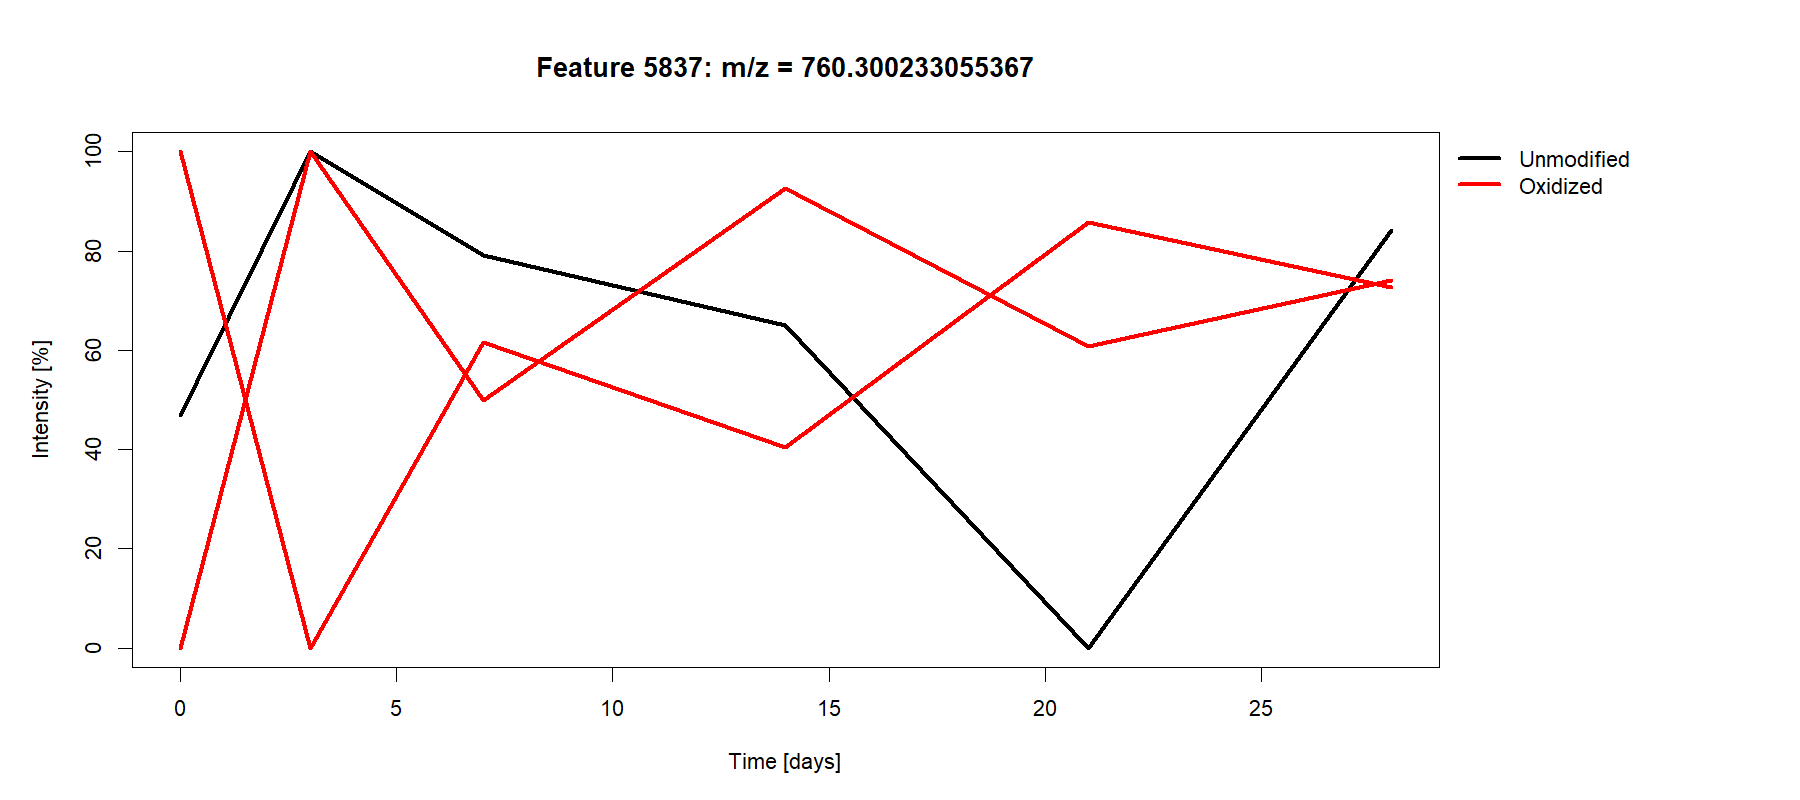 Feature 5837: m/z = 760.300233055367
Unmodified
Oxidized
Intensity [%]
100
80
60
40
20
0
0 5 10 15 20 25
Time [days]